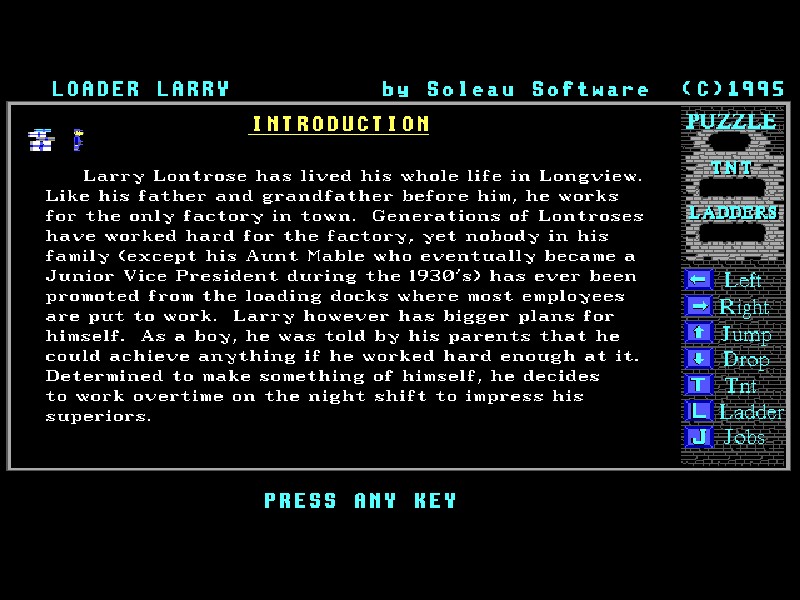 LOADER LARRY by Soleau Software (C)1995
INTRODUCTION
Larry Lontrose has lived his whole life in Longview.
Like his father and grandfather before him, he works
for the only factory in town. Generations of Lontroses
have worked hard for the factory, yet nobody in his
family (except his Aunt Mable who eventually became a
Junior Vice President during the 1930's) has ever been
promoted from the loading docks where most employees
are put to work. Larry however has bigger plans for
himself. As a boy, he was told by his parents that he
could achieve anything if he worked hard enough at it.
Determined to make something of himself, he decides
to work overtime on the night shift to impress his
superiors.
PUZZLE
TNT
LADDERS
← Left
→ Right
↑ Jump
↓ Drop
T Tnt
L Ladder
J Jobs
PRESS ANY KEY